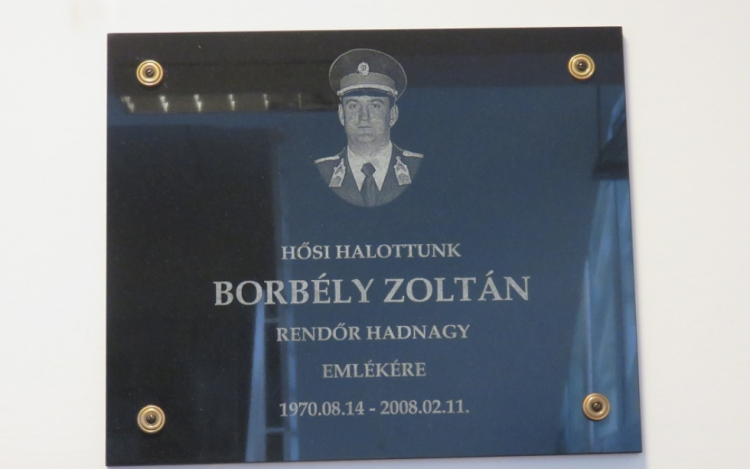 HŐSI HALOTTUNK
BORBÉLY ZOLTÁN
RENDŐR HADNAGY
EMLÉKÉRE
1970.08.14 - 2008.02.11.